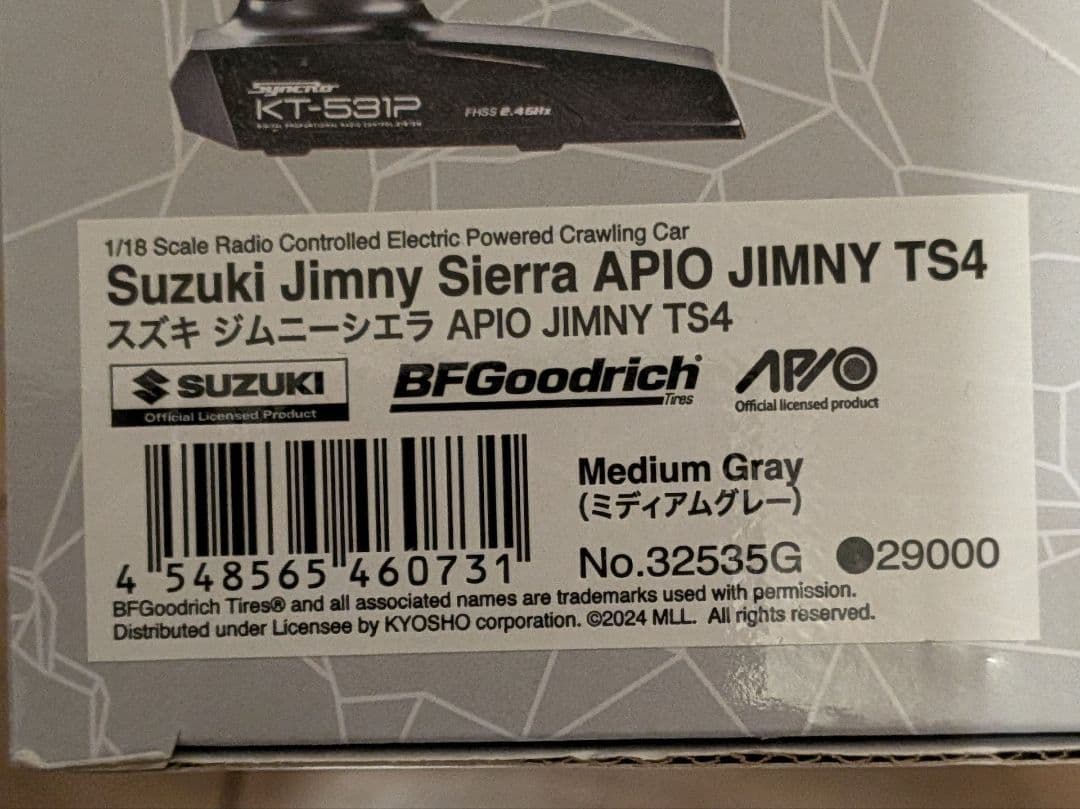 Syncro
KT-531P
DIGITAL PROPORTIONAL RADIO CONTROL SYSTEM
FHSS 2.4GHz
1/18 Scale Radio Controlled Electric Powered Crawling Car
Suzuki Jimny Sierra APIO JIMNY TS4
スズキ ジムニーシエラ APIO JIMNY TS4
SUZUKI
Official Licensed Product
BFGoodrich
Tires
APIO
Official licensed product
Medium Gray
(ミディアムグレー)
No.32535G ●29000
4 548565 460731
BFGoodrich Tires® and all associated names are trademarks used with permission.
Distributed under Licensee by KYOSHO corporation. ©2024 MLL. All rights reserved.